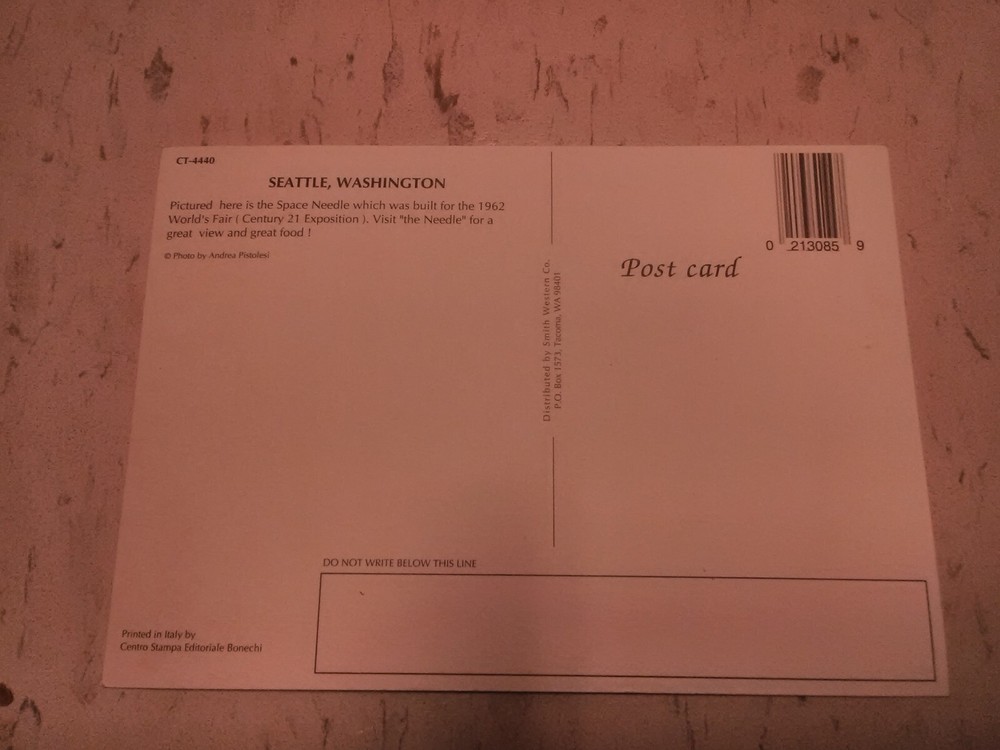 CT-4440
SEATTLE, WASHINGTON
Pictured here is the Space Needle which was built for the 1962
World's Fair ( Century 21 Exposition ). Visit "the Needle" for a
great view and great food !
© Photo by Andrea Pistolesi
Distributed by Smith Western Co.
P.O. Box 1573, Tacoma, WA 98401
0 213085 9
Post card
DO NOT WRITE BELOW THIS LINE
Printed in Italy by
Centro Stampa Editoriale Bonechi